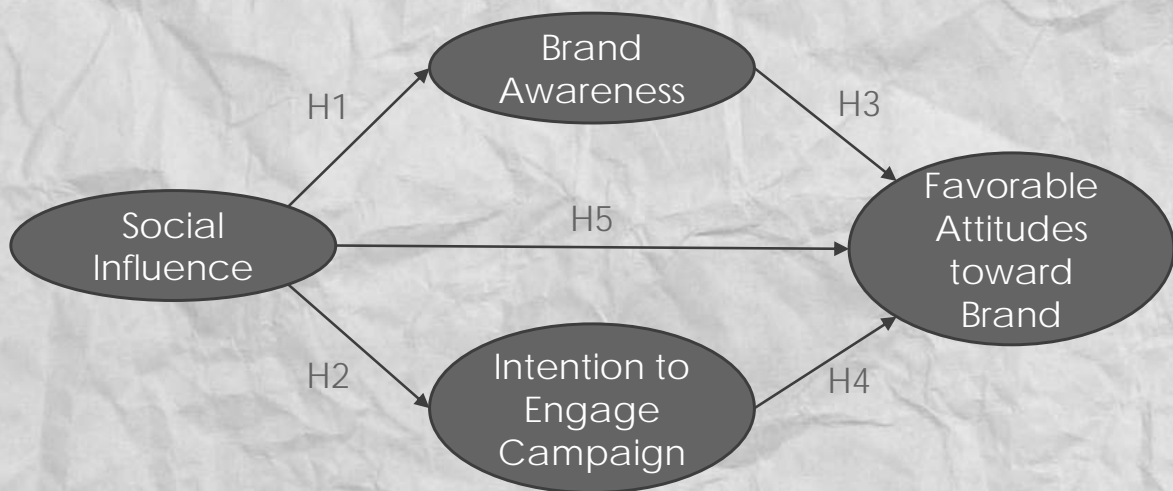 Brand
Awareness
H1
H3
Social
Influence
H5
Favorable
Attitudes
toward
Brand
H2
Intention to
Engage
Campaign
H4